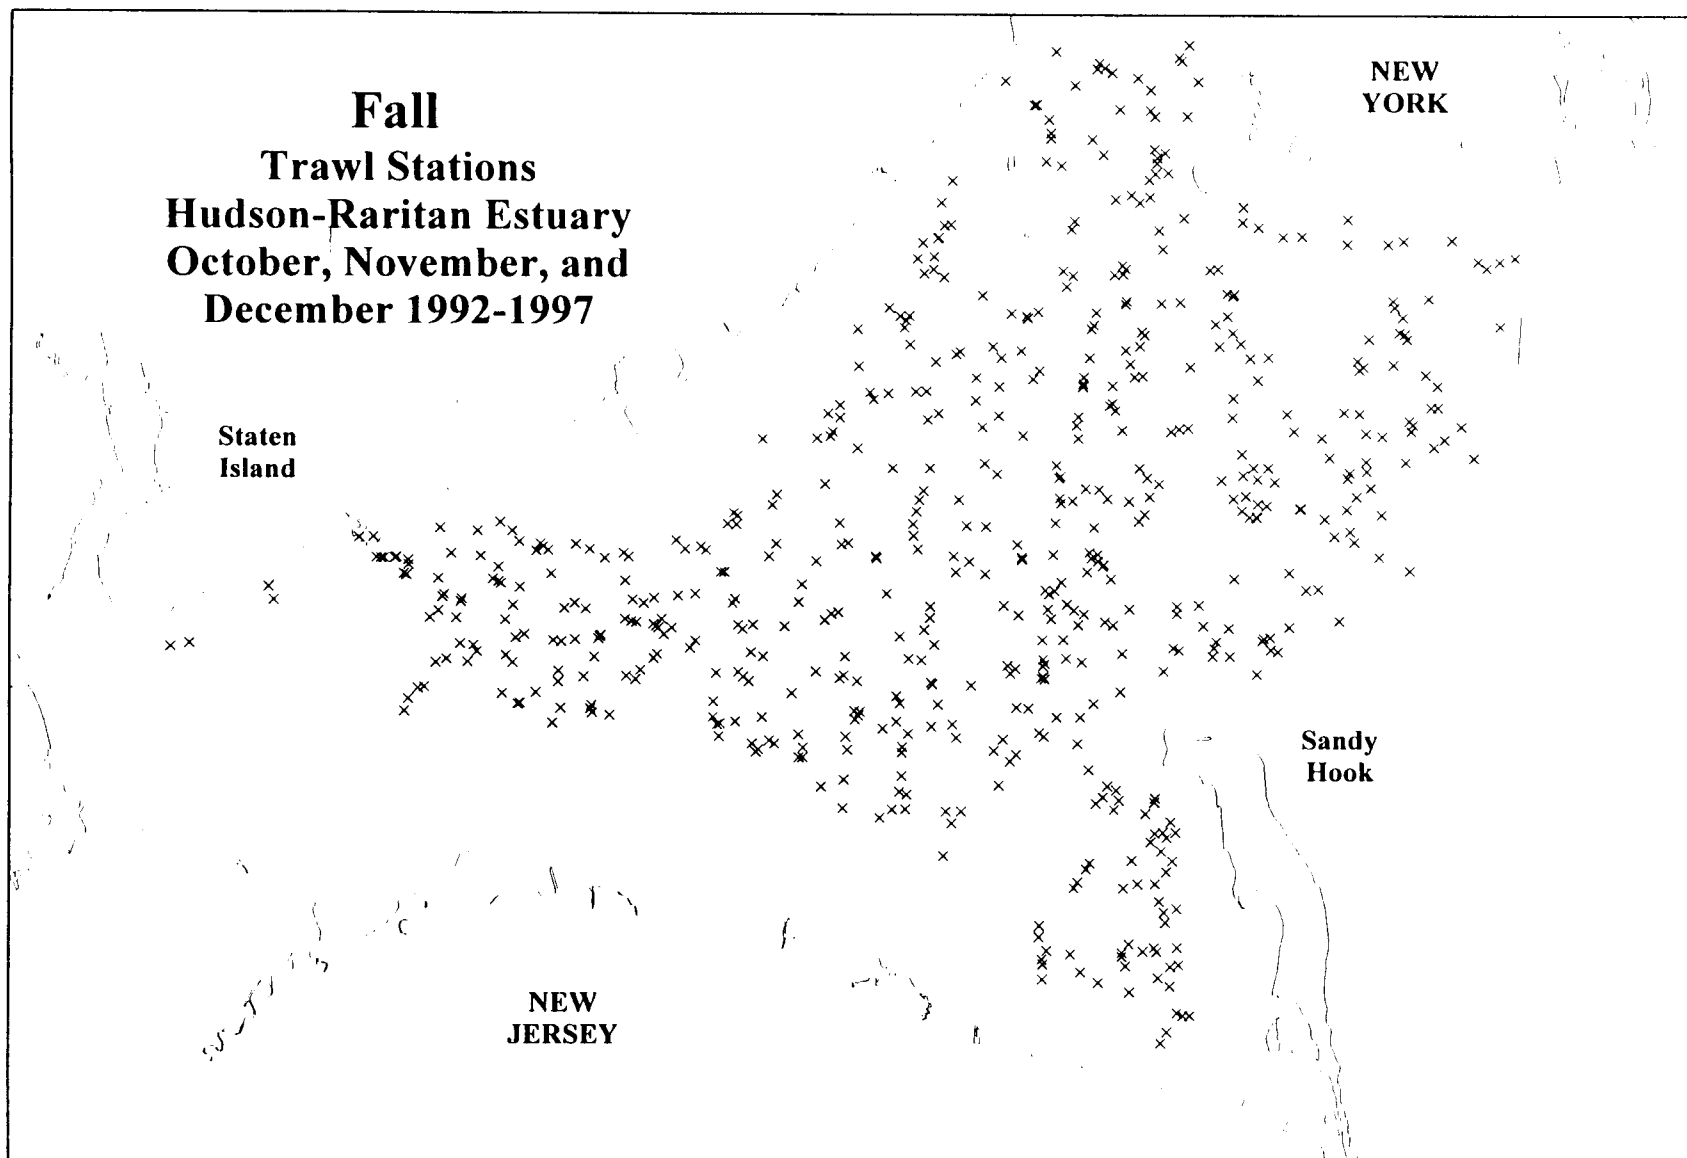 Fall
Trawl Stations
Hudson-Raritan Estuary
October, November, and
December 1992-1997
NEW
YORK
Staten
Island
Sandy
Hook
NEW
JERSEY